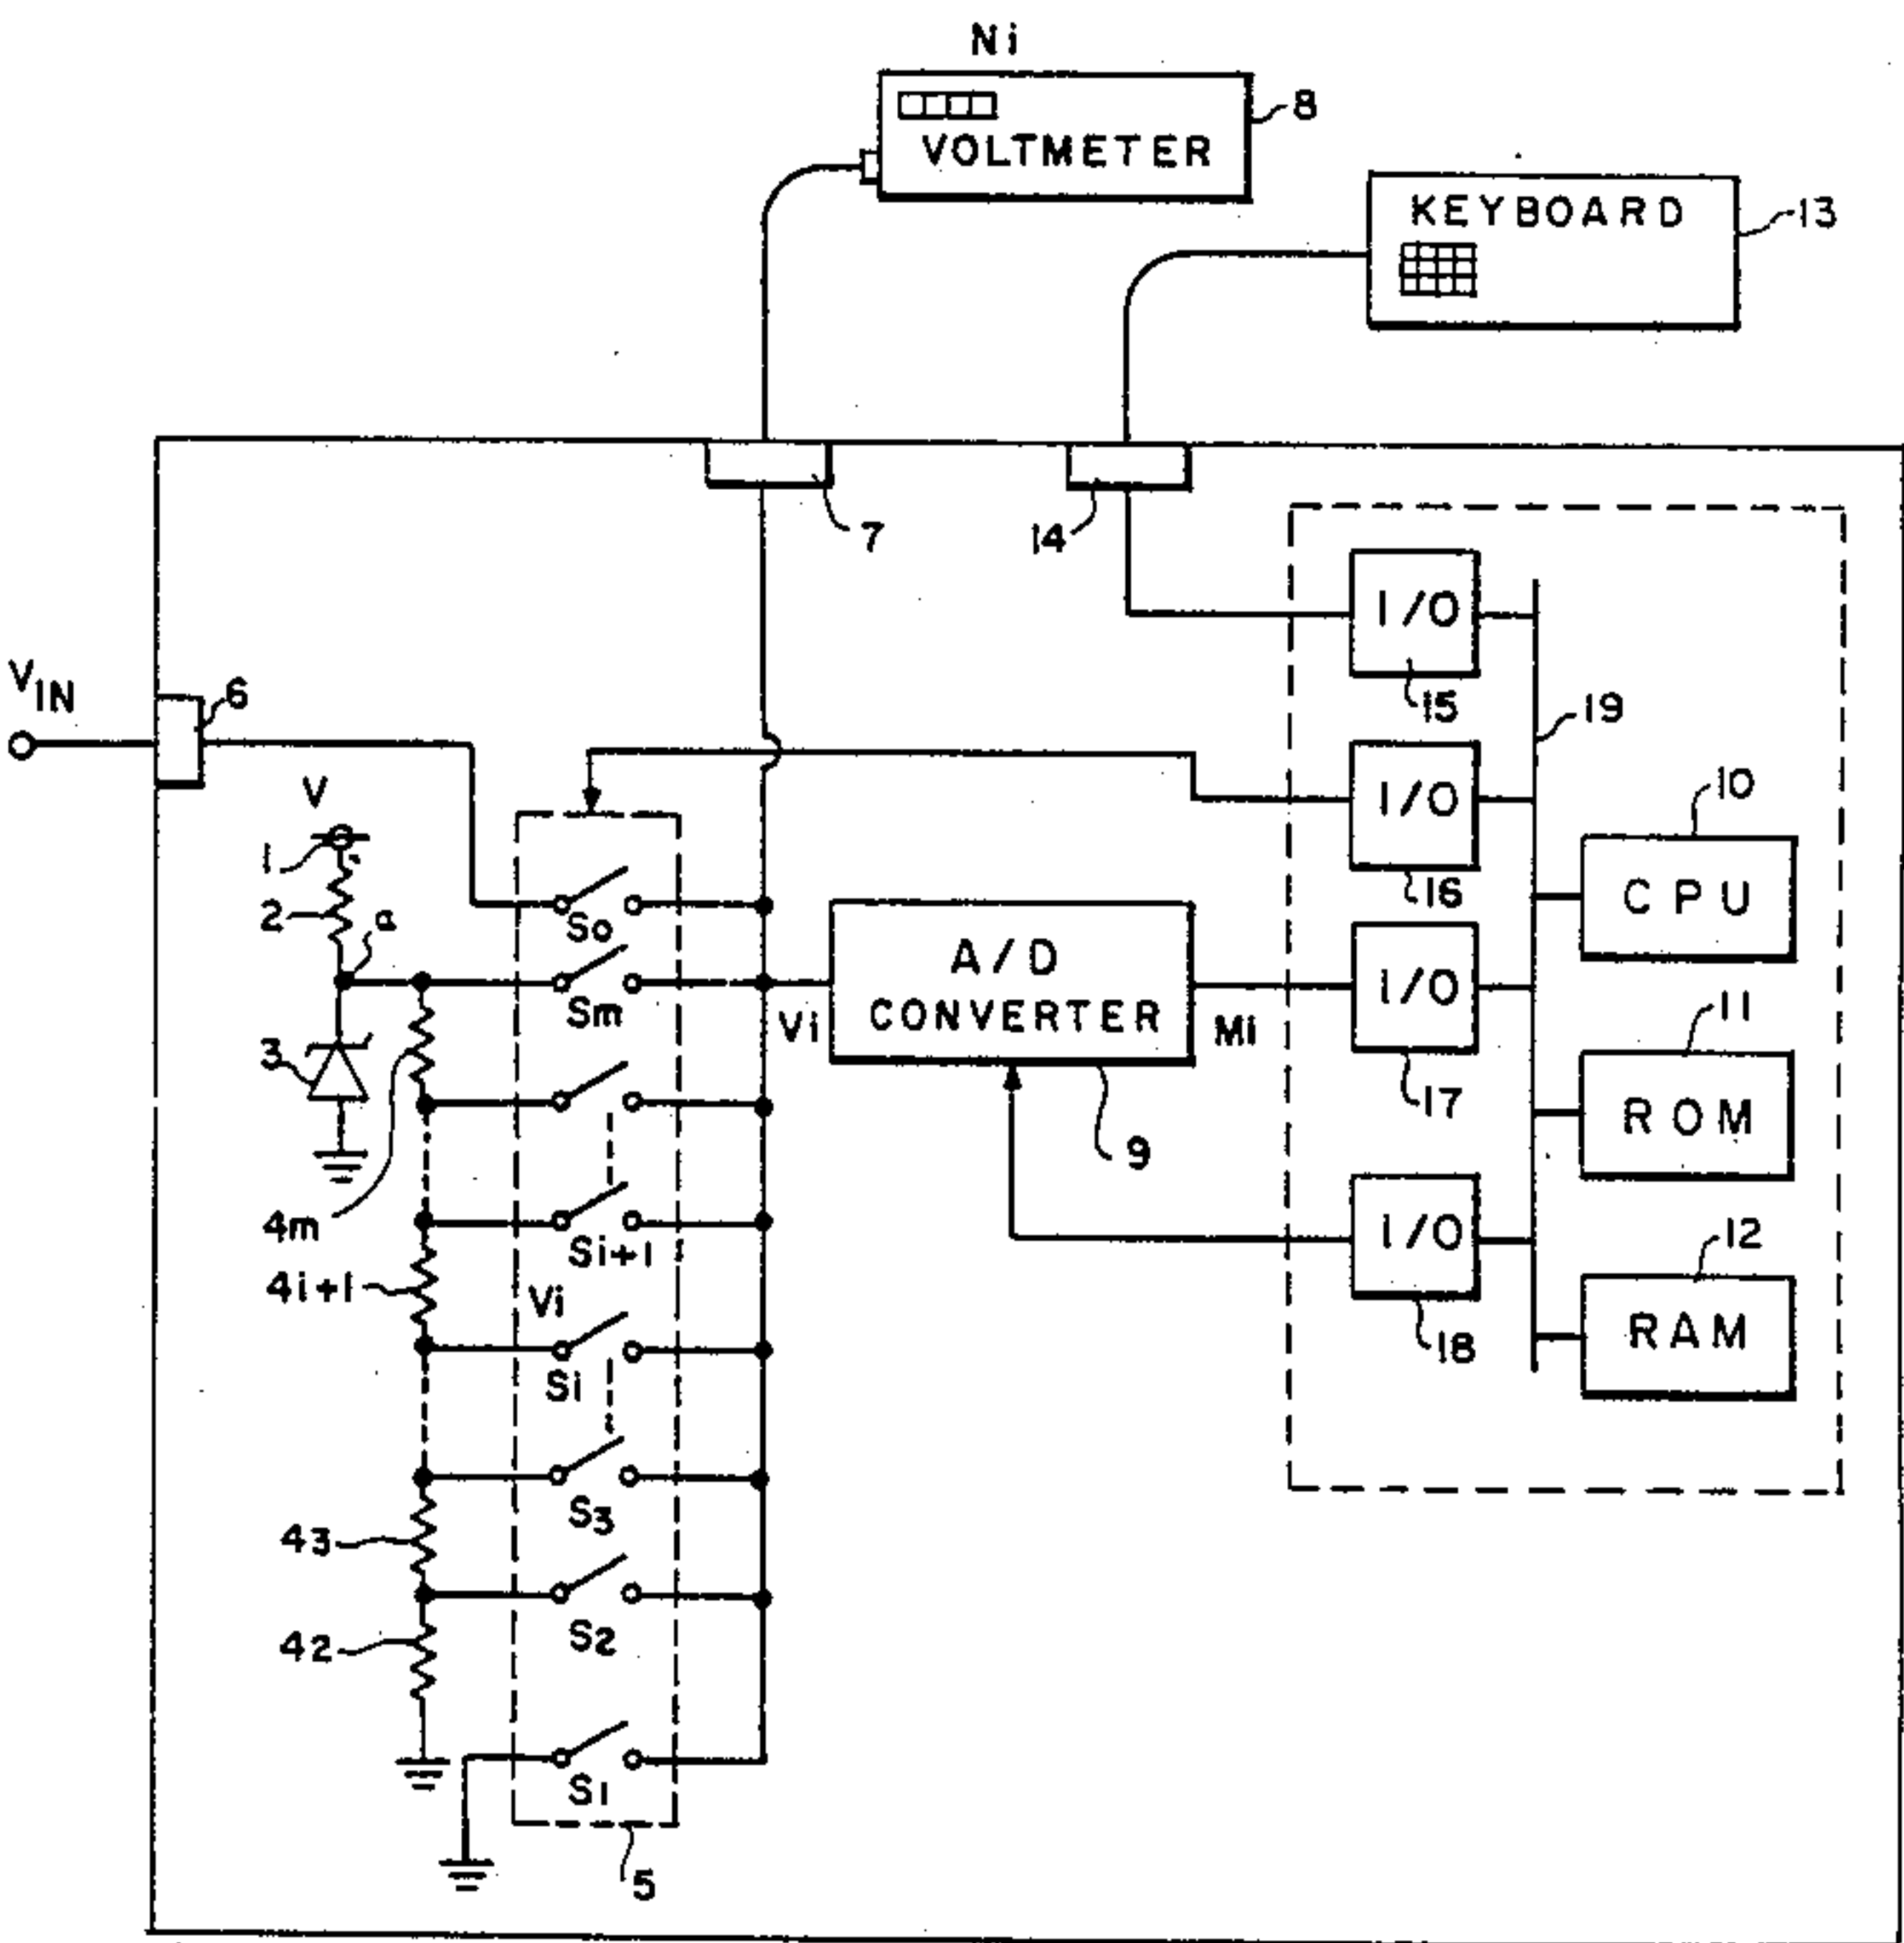 Ni
8
VOLTMETER
KEYBOARD
13
7
14
I/O
15
19
VIN
6
V
10
1
I/O
16
CPU
2
a
So
A/D
CONVERTER
I/O
11
Sm
Vi
Mi
3
17
ROM
9
4m
Si+1
I/O
12
4i+1
Vi
18
RAM
Si
S3
43
S2
42
S1
5